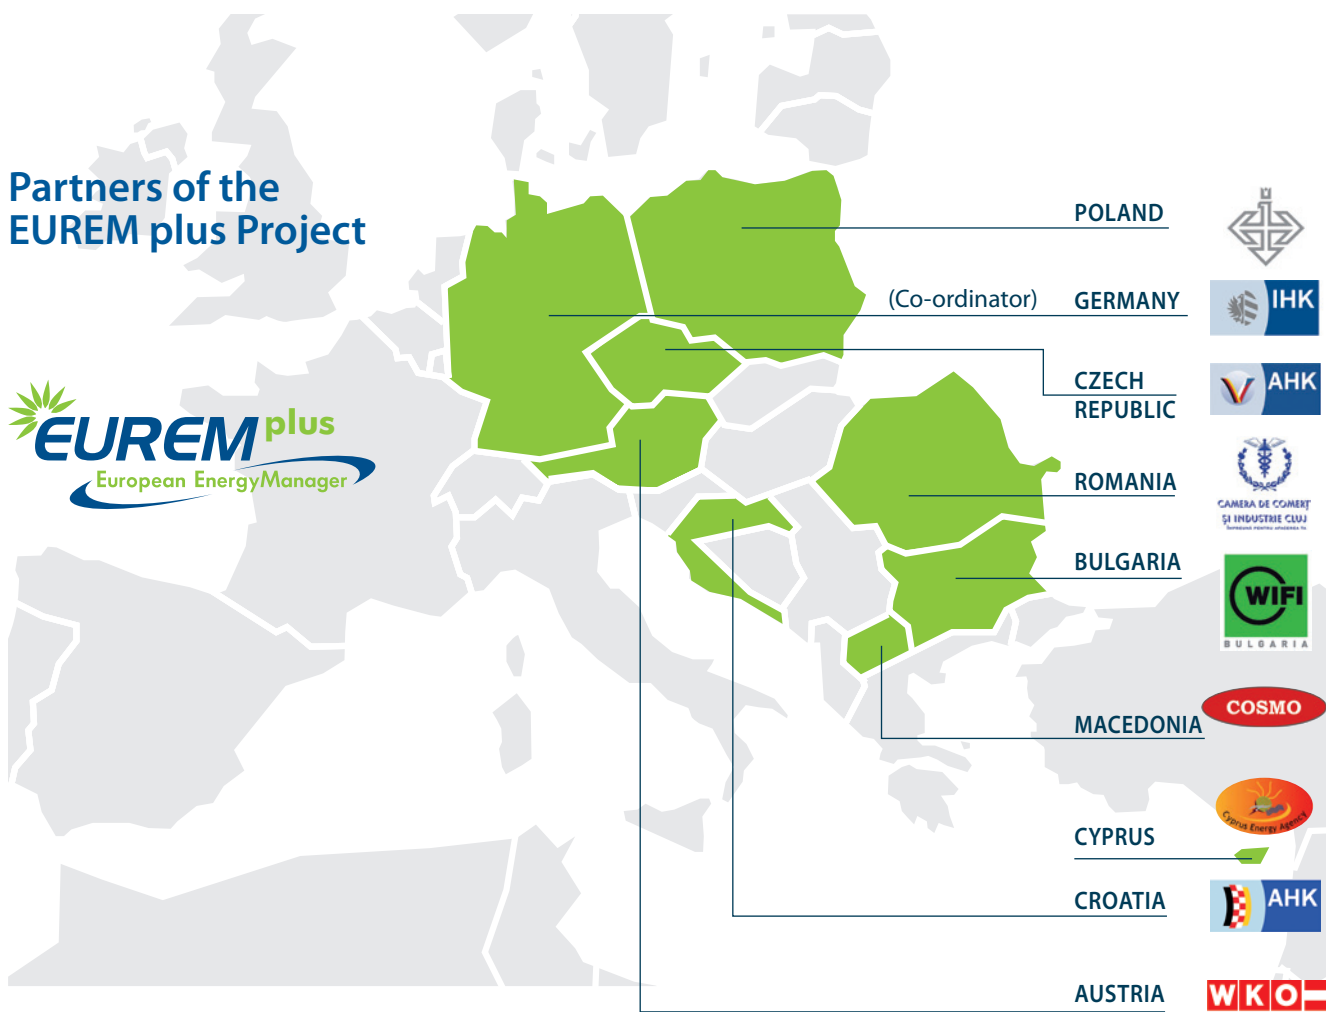 Partners of the
EUREM plus Project
EUREM plus
European EnergyManager
POLAND
(Co-ordinator) GERMANY
IHK
CZECH
REPUBLIC
AHK
ROMANIA
CAMERA DE COMERȚ
ȘI INDUSTRIE CLUJ
BULGARIA
WIFI
BULGARIA
MACEDONIA
COSMO
Cyprus Energy Agency
CYPRUS
CROATIA
AHK
AUSTRIA
WKO